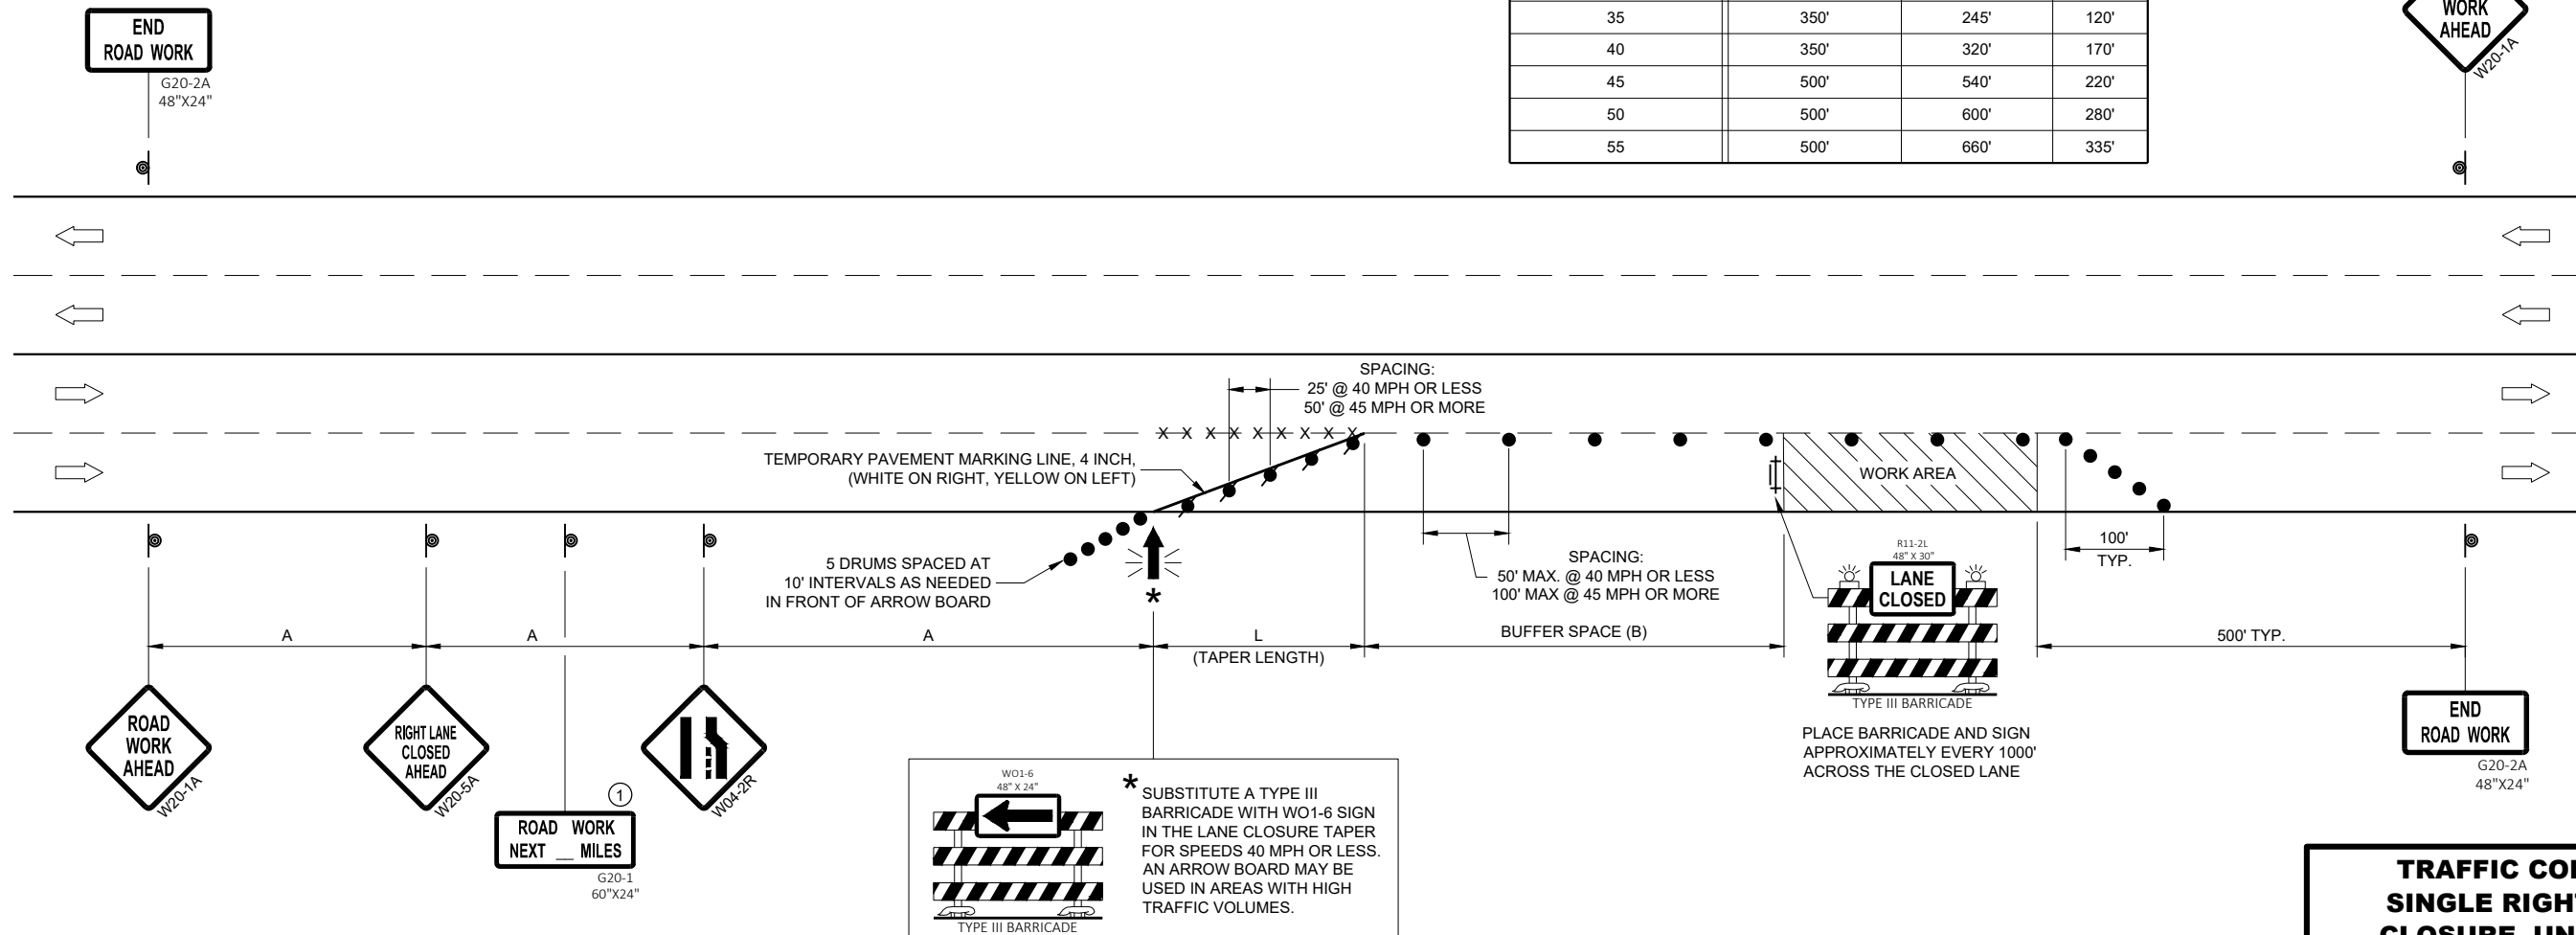 END
ROAD WORK
G20-2A
48"X24"
35 350' 245' 120'
40 350' 320' 170'
45 500' 540' 220'
50 500' 600' 280'
55 500' 660' 335'
WORK
AHEAD
W20-1A
SPACING:
25' @ 40 MPH OR LESS
50' @ 45 MPH OR MORE
X X X X X X X X X
TEMPORARY PAVEMENT MARKING LINE, 4 INCH,
(WHITE ON RIGHT, YELLOW ON LEFT)
WORK AREA
5 DRUMS SPACED AT
10' INTERVALS AS NEEDED
IN FRONT OF ARROW BOARD
*
SPACING:
50' MAX. @ 40 MPH OR LESS
100' MAX @ 45 MPH OR MORE
100'
TYP.
A
A
A
L
(TAPER LENGTH)
BUFFER SPACE (B)
500' TYP.
R11-2L
48" X 30"
LANE
CLOSED
TYPE III BARRICADE
PLACE BARRICADE AND SIGN
APPROXIMATELY EVERY 1000'
ACROSS THE CLOSED LANE
ROAD
WORK
AHEAD
W20-1A
RIGHT LANE
CLOSED
AHEAD
W20-5A
1
ROAD WORK
NEXT __ MILES
G20-1
60"X24"
W04-2R
WO1-6
48" X 24"
TYPE III BARRICADE
* SUBSTITUTE A TYPE III
BARRICADE WITH WO1-6 SIGN
IN THE LANE CLOSURE TAPER
FOR SPEEDS 40 MPH OR LESS.
AN ARROW BOARD MAY BE
USED IN AREAS WITH HIGH
TRAFFIC VOLUMES.
END
ROAD WORK
G20-2A
48"X24"
TRAFFIC CO
SINGLE RIGH
CLOSURE, UN